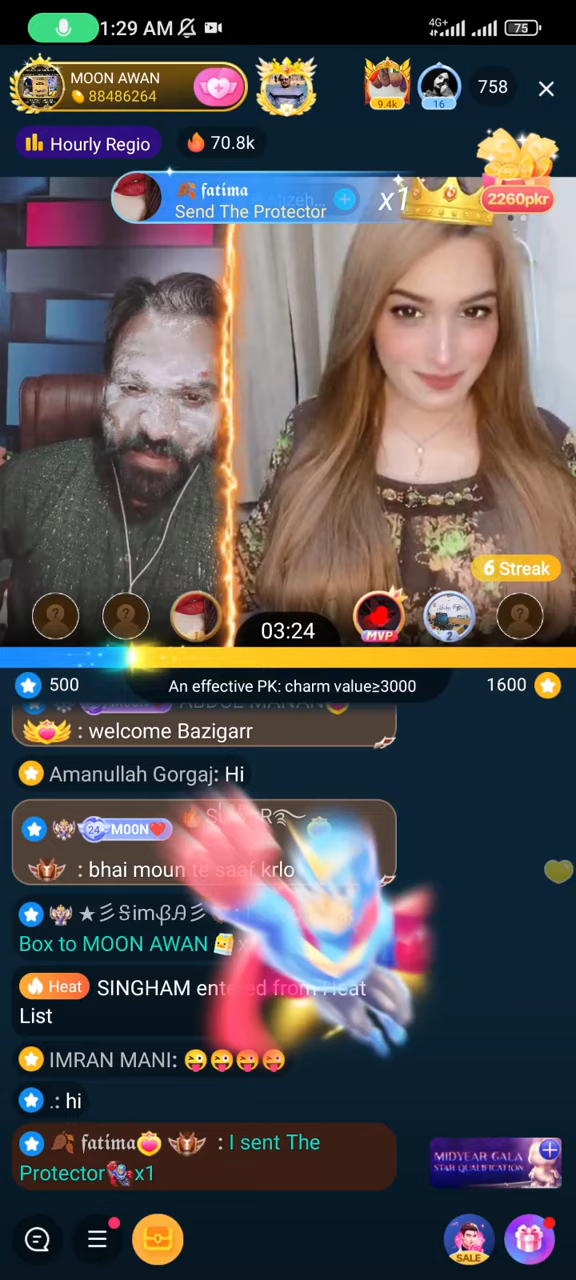 1:29 AM
4G+
75
MOON AWAN
88486264
9.4k
16
758
Hourly Regio
70.8k
2260pkr
fatima
Send The Protector
x1
6 Streak
1
MVP
2
03:24
500
An effective PK: charm value≥3000
1600
ABDUL MANAN
: welcome Bazigarr
Amanullah Gorgaj: Hi
24 MOON
: bhai moun te saaf krlo
Box to MOON AWAN
Heat SINGHAM entered from Heat
List
IMRAN MANI: 😜😜😝😝
.: hi
fatima : I sent The
Protector x1
MIDYEAR GALA
STAR QUALIFICATION
SALE